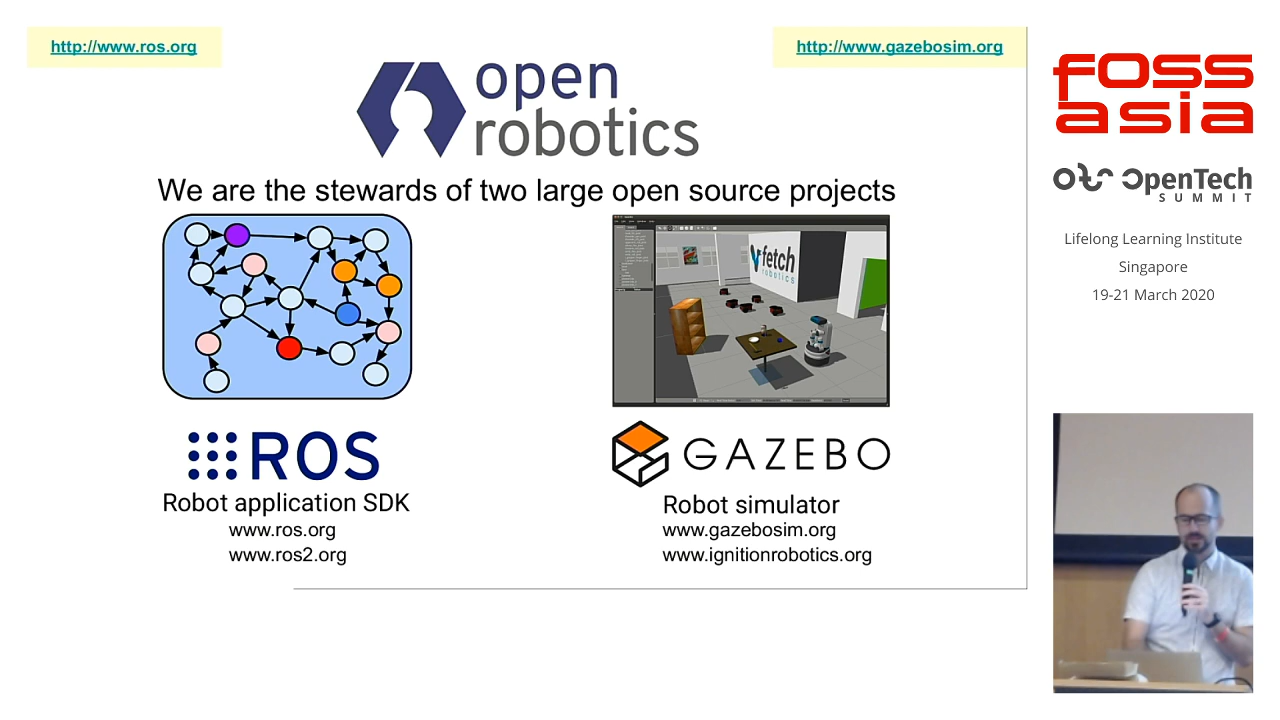 http://www.ros.org
http://www.gazebosim.org
open
robotics
We are the stewards of two large open source projects
fetch
robotics
ROS
GAZEBO
Robot application SDK
www.ros.org
www.ros2.org
Robot simulator
www.gazebosim.org
www.ignitionrobotics.org
foss
asia
ots OpenTech
SUMMIT
Lifelong Learning Institute
Singapore
19-21 March 2020